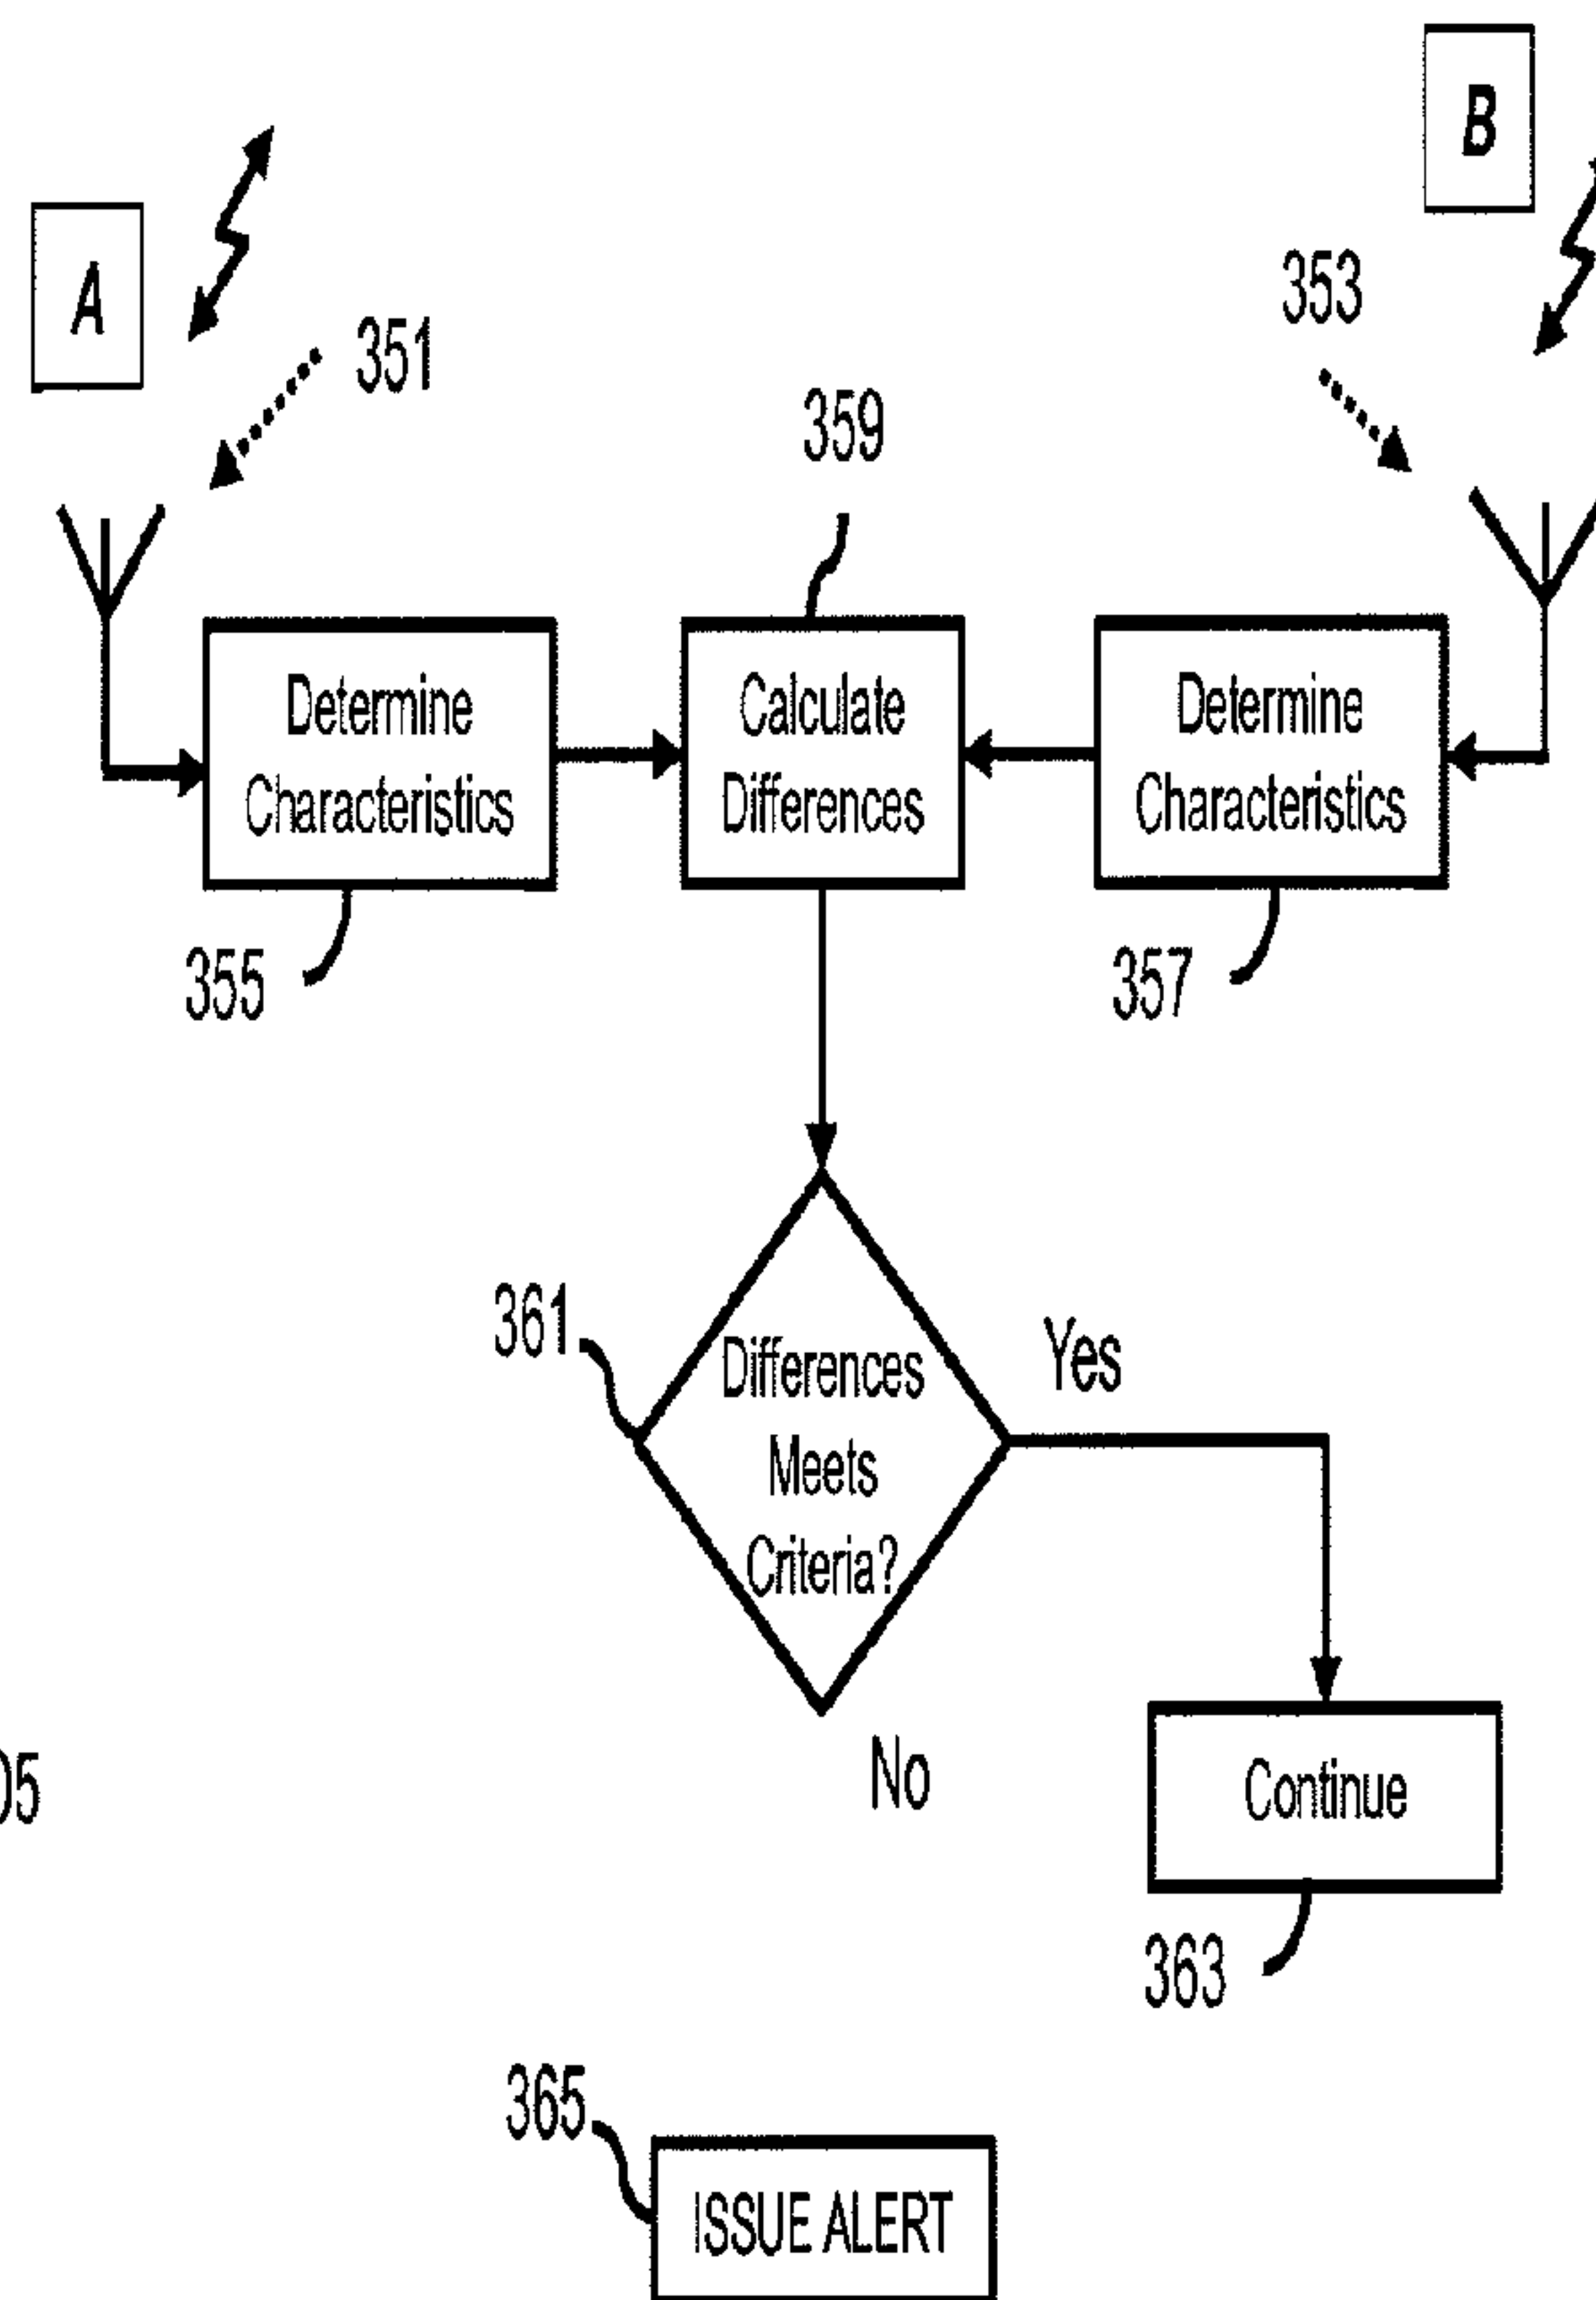 B
A
353
351
359
Determine
Characteristics
Calculate
Differences
Determine
Characteristics
355
357
361
Differences
Meets
Criteria?
Yes
No
05
Continue
363
365
ISSUE ALERT